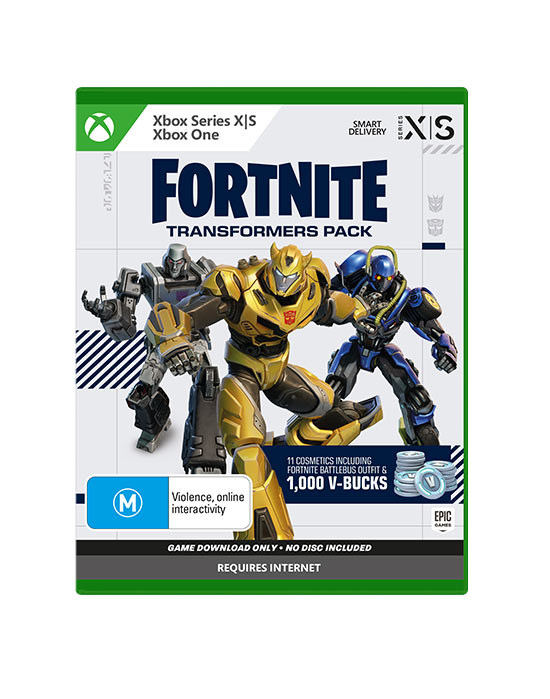 Xbox Series X|S
Xbox One
SMART
DELIVERY
SERIES X|S
FORTNITE
TRANSFORMERS PACK
11 COSMETICS INCLUDING
FORTNITE BATTLEBUS OUTFIT &
1,000 V-BUCKS
V
M
Violence, online
interactivity
EPIC
GAMES
GAME DOWNLOAD ONLY • NO DISC INCLUDED
REQUIRES INTERNET